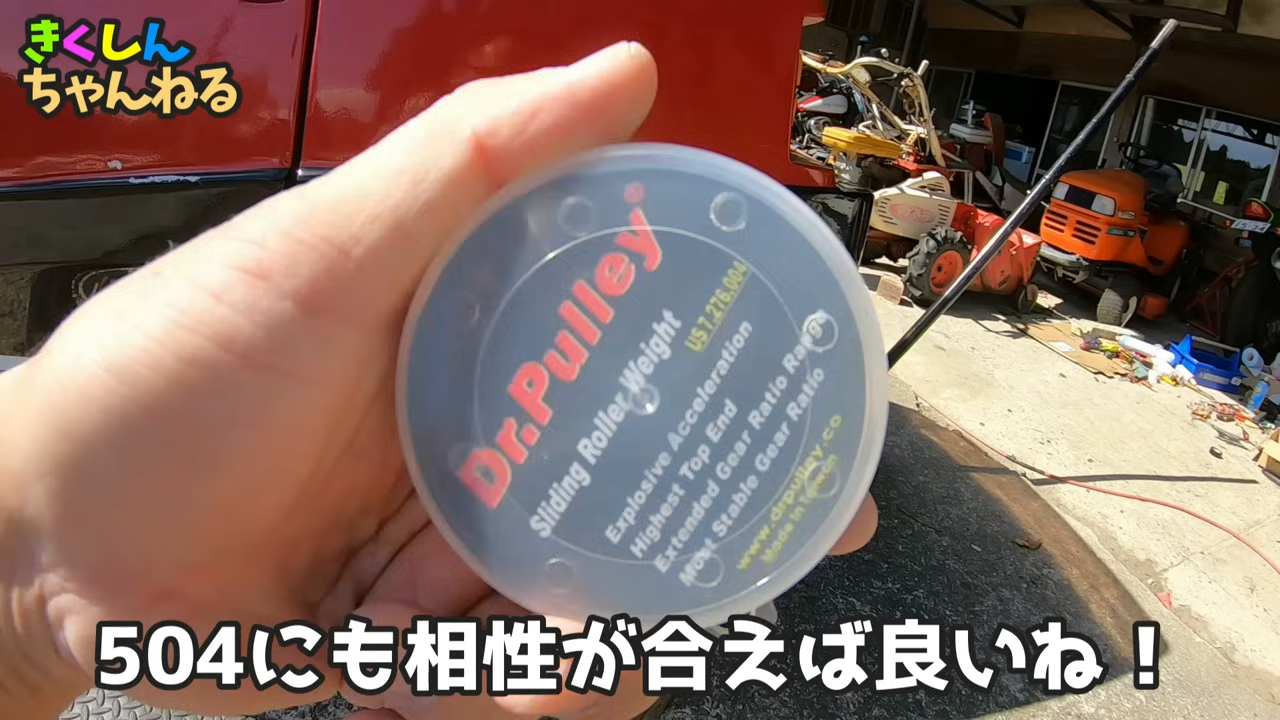 きくしん
ちゃんねる
Dr.Pulley®
Sliding Roller Weight
US 7,276,004
Explosive Acceleration
Highest Top End
Extended Gear Ratio Range
Most Stable Gear Ratio
www.drpulley.co
Made in Taiwan
504にも相性が合えば良いね！